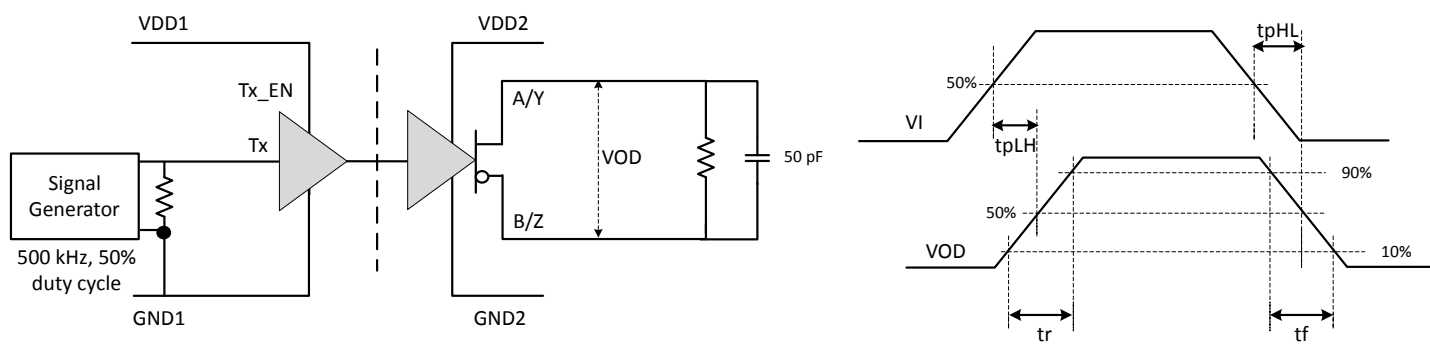 VDD1
VDD2
Tx_EN
Tx
Signal
Generator
500 kHz, 50%
duty cycle
GND1
A/Y
VOD
B/Z
50 pF
GND2
tpHL
50%
VI
tpLH
90%
50%
VOD
10%
tr
tf